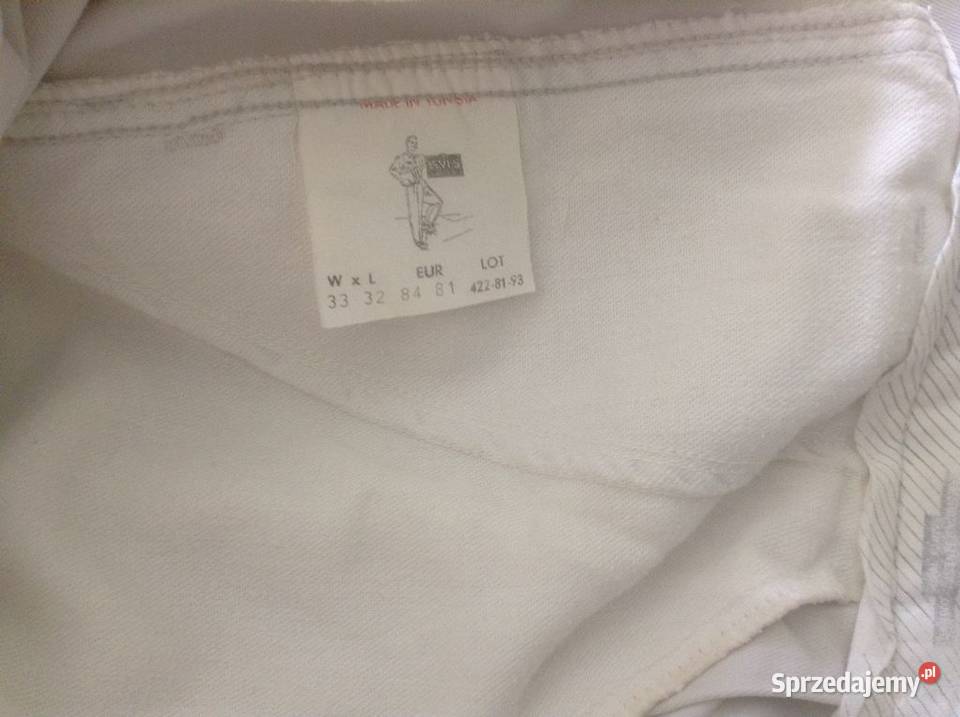 MADE IN TUNISIA
LEVI'S
W x L EUR LOT
33 32 84 81 422-81-93
Sprzedajemy.pl